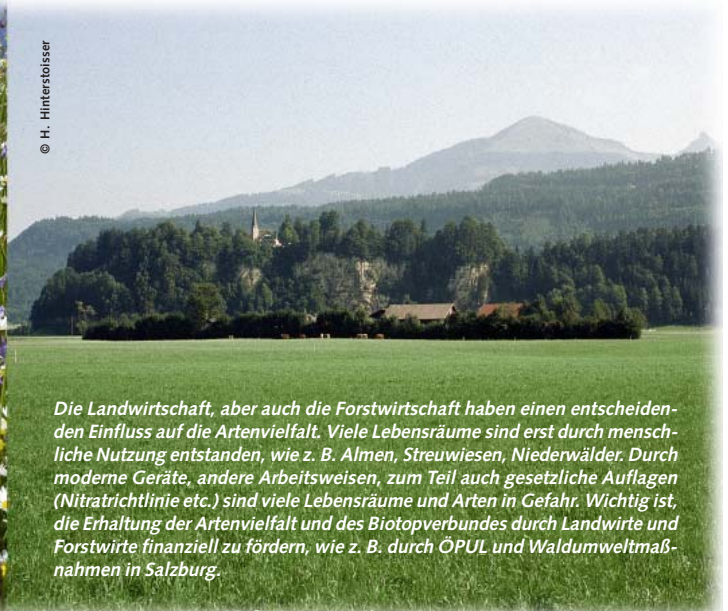 © H. Hinterstoisser
Die Landwirtschaft, aber auch die Forstwirtschaft haben einen entscheiden-
den Einfluss auf die Artenvielfalt. Viele Lebensräume sind erst durch mensch-
liche Nutzung entstanden, wie z. B. Almen, Streuwiesen, Niederwälder. Durch
moderne Geräte, andere Arbeitsweisen, zum Teil auch gesetzliche Auflagen
(Nitratrichtlinie etc.) sind viele Lebensräume und Arten in Gefahr. Wichtig ist,
die Erhaltung der Artenvielfalt und des Biotopverbundes durch Landwirte und
Forstwirte finanziell zu fördern, wie z. B. durch ÖPUL und Waldumweltmaß-
nahmen in Salzburg.